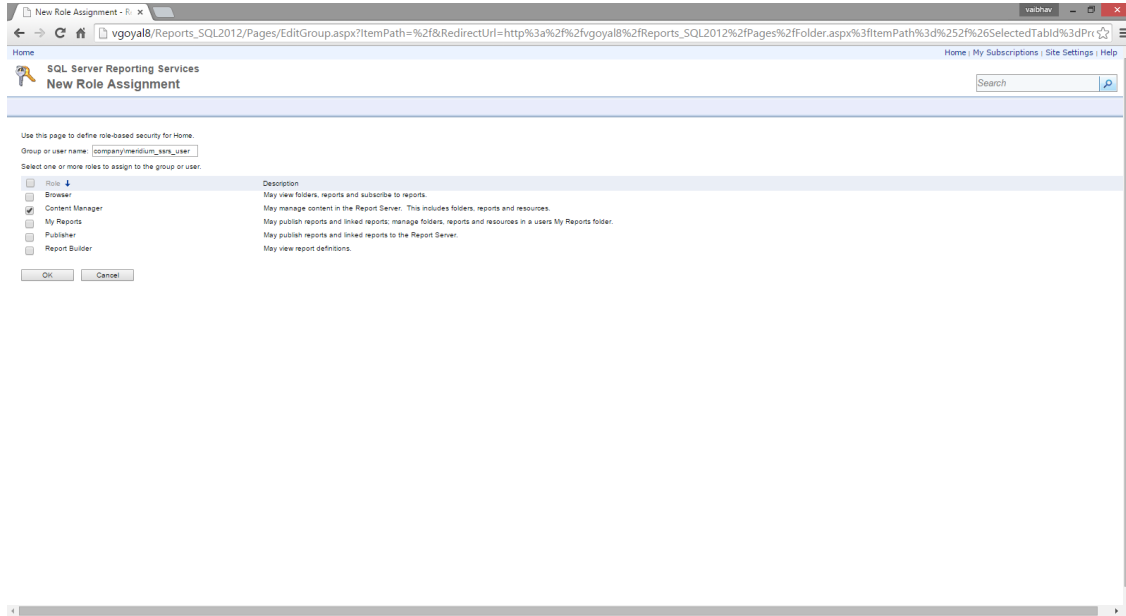 New Role Assignment - R
vaibhav
vgoyal8/Reports_SQL2012/Pages/EditGroup.aspx?ItemPath=%2f&RedirectUrl=http%3a%2f%2fvgoyal8%2fReports_SQL2012%2fPages%2fFolder.aspx%3fItemPath%3d%252f%26SelectedTabId%3dPro
Home
Home | My Subscriptions | Site Settings | Help
SQL Server Reporting Services
New Role Assignment
Search
Use this page to define role-based security for Home.
Group or user name: company\meridium_ssrs_user
Select one or more roles to assign to the group or user.
Role ↓ Description
Browser May view folders, reports and subscribe to reports.
Content Manager May manage content in the Report Server. This includes folders, reports and resources.
My Reports May publish reports and linked reports; manage folders, reports and resources in a users My Reports folder.
Publisher May publish reports and linked reports to the Report Server.
Report Builder May view report definitions.
OK Cancel